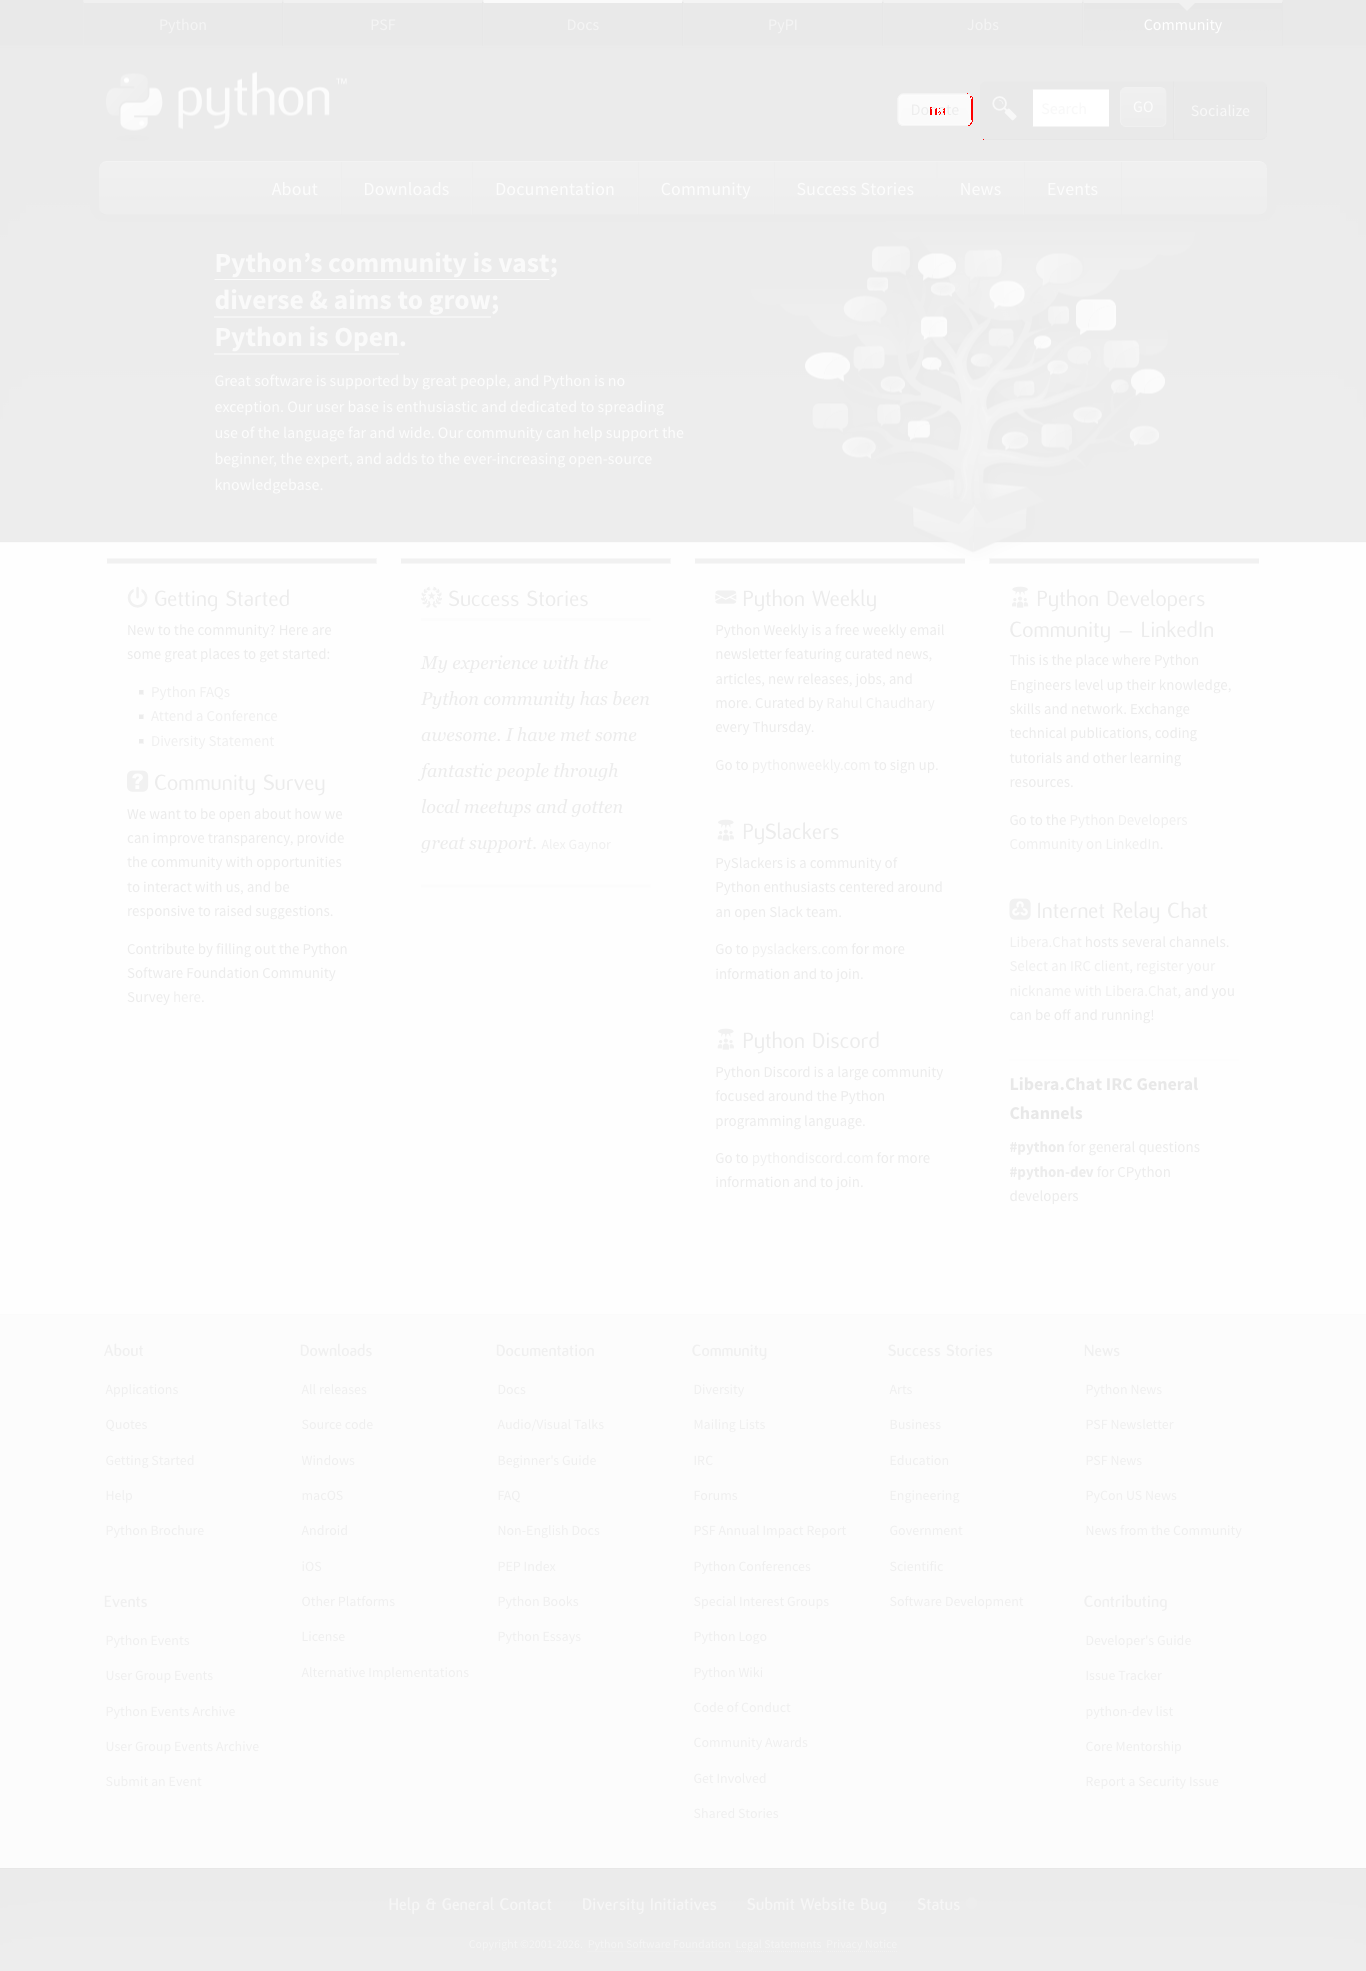 Python PSF Docs PyPI Jobs Community
python™
Donate Search GO Socialize
About Downloads Documentation Community Success Stories News Events
Python's community is vast;
diverse & aims to grow;
Python is Open.
Great software is supported by great people, and Python is no
exception. Our user base is enthusiastic and dedicated to spreading
use of the language far and wide. Our community can help support the
beginner, the expert, and adds to the ever-increasing open-source
knowledgebase.
Getting Started
New to the community? Here are
some great places to get started:
Python FAQs
Attend a Conference
Diversity Statement
Community Survey
We want to be open about how we
can improve transparency, provide
the community with opportunities
to interact with us, and be
responsive to raised suggestions.
Contribute by filling out the Python
Software Foundation Community
Survey here.
Success Stories
My experience with the
Python community has been
awesome. I have met some
fantastic people through
local meetups and gotten
great support. Alex Gaynor
Python Weekly
Python Weekly is a free weekly email
newsletter featuring curated news,
articles, new releases, jobs, and
more. Curated by Rahul Chaudhary
every Thursday.
Go to pythonweekly.com to sign up.
PySlackers
PySlackers is a community of
Python enthusiasts centered around
an open Slack team.
Go to pyslackers.com for more
information and to join.
Python Discord
Python Discord is a large community
focused around the Python
programming language.
Go to pythondiscord.com for more
information and to join.
Python Developers
Community – LinkedIn
This is the place where Python
Engineers level up their knowledge,
skills and network. Exchange
technical publications, coding
tutorials and other learning
resources.
Go to the Python Developers
Community on LinkedIn.
Internet Relay Chat
Libera.Chat hosts several channels.
Select an IRC client, register your
nickname with Libera.Chat, and you
can be off and running!
Libera.Chat IRC General
Channels
#python for general questions
#python-dev for CPython
developers
About
Applications
Quotes
Getting Started
Help
Python Brochure
Downloads
All releases
Source code
Windows
macOS
Android
iOS
Other Platforms
License
Alternative Implementations
Documentation
Docs
Audio/Visual Talks
Beginner's Guide
FAQ
Non-English Docs
PEP Index
Python Books
Python Essays
Community
Diversity
Mailing Lists
IRC
Forums
PSF Annual Impact Report
Python Conferences
Special Interest Groups
Python Logo
Python Wiki
Code of Conduct
Community Awards
Get Involved
Shared Stories
Success Stories
Arts
Business
Education
Engineering
Government
Scientific
Software Development
News
Python News
PSF Newsletter
PSF News
PyCon US News
News from the Community
Events
Python Events
User Group Events
Python Events Archive
User Group Events Archive
Submit an Event
Contributing
Developer's Guide
Issue Tracker
python-dev list
Core Mentorship
Report a Security Issue
Help & General Contact Diversity Initiatives Submit Website Bug Status
Copyright ©2001-2026. Python Software Foundation Legal Statements Privacy Notice